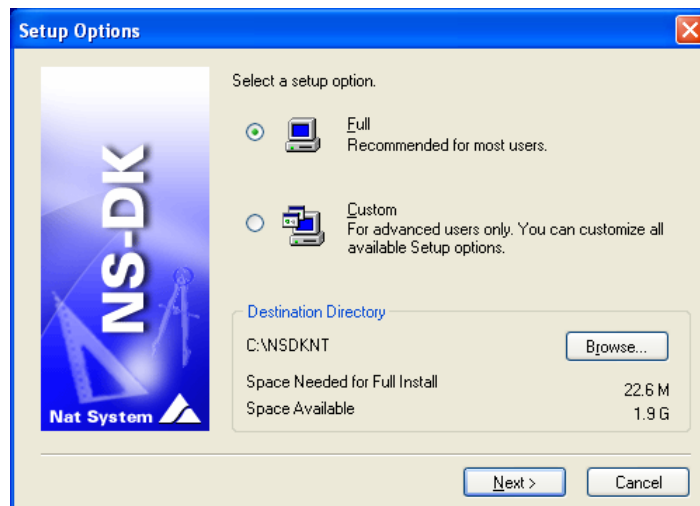 Setup Options
Select a setup option.
Full
Recommended for most users.
Custom
For advanced users only. You can customize all
available Setup options.
NS-DK
Nat System
Destination Directory
C:\NSDKNT
Browse...
Space Needed for Full Install
22.6 M
Space Available
1.9 G
Next >
Cancel